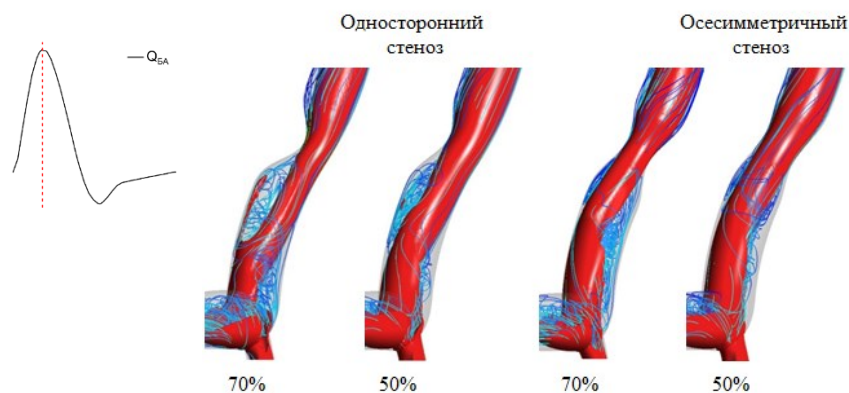 Односторонний
стеноз
Осесимметричный
стеноз
Q_БА
70%
50%
70%
50%